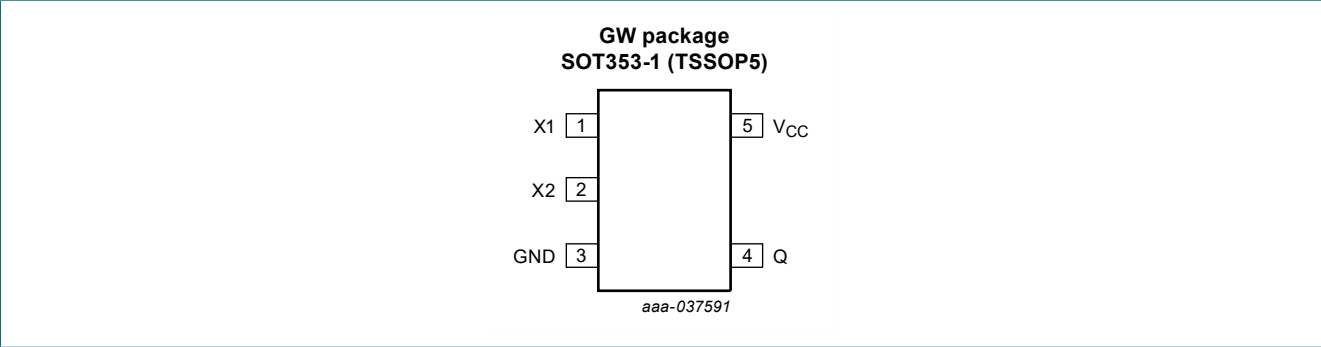 GW package
SOT353-1 (TSSOP5)
X1 1 5 VCC
X2 2
GND 3 4 Q
aaa-037591